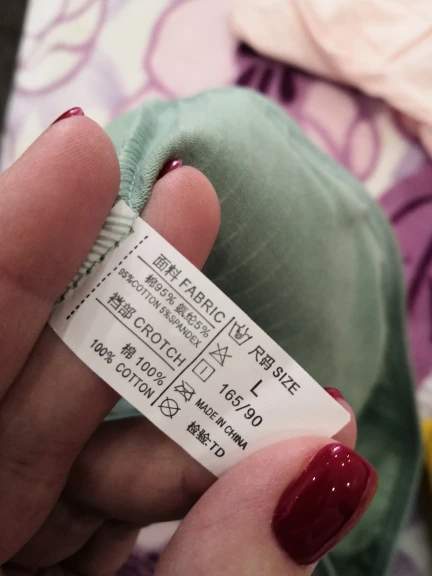 面料 FABRIC
棉95% 氨纶5%
95%COTTON 5%SPANDEX
裆部 CROTCH
棉 100%
100% COTTON
尺码 SIZE
L
165/90
MADE IN CHINA
检验:TD